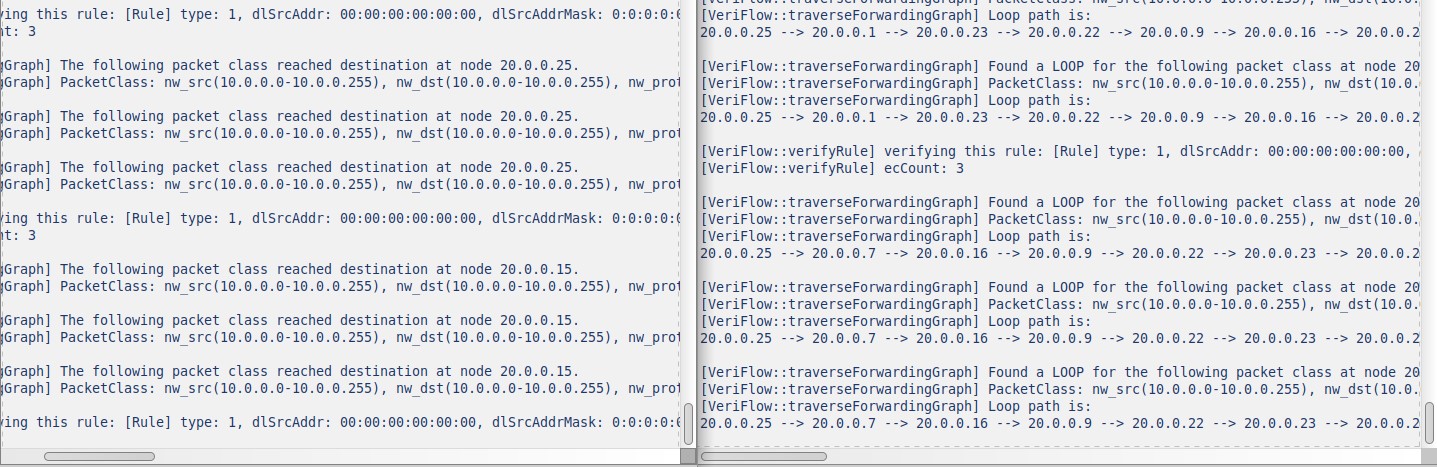 ving this rule: [Rule] type: 1, dlSrcAddr: 00:00:00:00:00:00, dlSrcAddrMask: 0:0:0:0:
nt: 3
gGraph] The following packet class reached destination at node 20.0.0.25.
gGraph] PacketClass: nw_src(10.0.0.0-10.0.0.255), nw_dst(10.0.0.0-10.0.0.255), nw_prot
gGraph] The following packet class reached destination at node 20.0.0.25.
gGraph] PacketClass: nw_src(10.0.0.0-10.0.0.255), nw_dst(10.0.0.0-10.0.0.255), nw_prot
gGraph] The following packet class reached destination at node 20.0.0.25.
gGraph] PacketClass: nw_src(10.0.0.0-10.0.0.255), nw_dst(10.0.0.0-10.0.0.255), nw_prot
ving this rule: [Rule] type: 1, dlSrcAddr: 00:00:00:00:00:00, dlSrcAddrMask: 0:0:0:0:
nt: 3
gGraph] The following packet class reached destination at node 20.0.0.15.
gGraph] PacketClass: nw_src(10.0.0.0-10.0.0.255), nw_dst(10.0.0.0-10.0.0.255), nw_prot
gGraph] The following packet class reached destination at node 20.0.0.15.
gGraph] PacketClass: nw_src(10.0.0.0-10.0.0.255), nw_dst(10.0.0.0-10.0.0.255), nw_prot
gGraph] The following packet class reached destination at node 20.0.0.15.
gGraph] PacketClass: nw_src(10.0.0.0-10.0.0.255), nw_dst(10.0.0.0-10.0.0.255), nw_prot
ving this rule: [Rule] type: 1, dlSrcAddr: 00:00:00:00:00:00, dlSrcAddrMask: 0:0:0:0:
[VeriFlow::traverseForwardingGraph] PacketClass: nw_src(10.0.0.0-10.0.0.255), nw_dst(10.0.
[VeriFlow::traverseForwardingGraph] Loop path is:
20.0.0.25 --> 20.0.0.1 --> 20.0.0.23 --> 20.0.0.22 --> 20.0.0.9 --> 20.0.0.16 --> 20.0.0.2
[VeriFlow::traverseForwardingGraph] Found a LOOP for the following packet class at node 20
[VeriFlow::traverseForwardingGraph] PacketClass: nw_src(10.0.0.0-10.0.0.255), nw_dst(10.0.
[VeriFlow::traverseForwardingGraph] Loop path is:
20.0.0.25 --> 20.0.0.1 --> 20.0.0.23 --> 20.0.0.22 --> 20.0.0.9 --> 20.0.0.16 --> 20.0.0.2
[VeriFlow::verifyRule] verifying this rule: [Rule] type: 1, dlSrcAddr: 00:00:00:00:00:00,
[VeriFlow::verifyRule] ecCount: 3
[VeriFlow::traverseForwardingGraph] Found a LOOP for the following packet class at node 20
[VeriFlow::traverseForwardingGraph] PacketClass: nw_src(10.0.0.0-10.0.0.255), nw_dst(10.0.
[VeriFlow::traverseForwardingGraph] Loop path is:
20.0.0.25 --> 20.0.0.7 --> 20.0.0.16 --> 20.0.0.9 --> 20.0.0.22 --> 20.0.0.23 --> 20.0.0.2
[VeriFlow::traverseForwardingGraph] Found a LOOP for the following packet class at node 20
[VeriFlow::traverseForwardingGraph] PacketClass: nw_src(10.0.0.0-10.0.0.255), nw_dst(10.0.
[VeriFlow::traverseForwardingGraph] Loop path is:
20.0.0.25 --> 20.0.0.7 --> 20.0.0.16 --> 20.0.0.9 --> 20.0.0.22 --> 20.0.0.23 --> 20.0.0.2
[VeriFlow::traverseForwardingGraph] Found a LOOP for the following packet class at node 20
[VeriFlow::traverseForwardingGraph] PacketClass: nw_src(10.0.0.0-10.0.0.255), nw_dst(10.0.
[VeriFlow::traverseForwardingGraph] Loop path is:
20.0.0.25 --> 20.0.0.7 --> 20.0.0.16 --> 20.0.0.9 --> 20.0.0.22 --> 20.0.0.23 --> 20.0.0.2